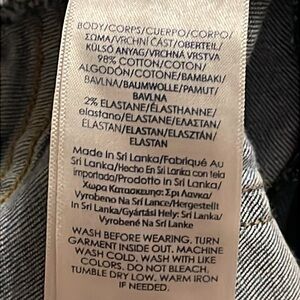 BODY/CORPS/CUERPO/CORPO/
ΣΩΜΑ/VRCHNÍ ČÁST/OBERTEIL/
KÜLSŐ ANYAG/VRCHNÁ VRSTVA
98% COTTON/COTON/
ALGODÓN/COTONE/BAMBAKI/
BAVLNA/BAUMWOLLE/PAMUT/
BAVLNA
2% ELASTANE/ÉLASTHANNE/
elastano/ELASTANE/ΕΛΑΣΤΑΝ/
ELASTAN/ELASTAN/ELASZTÁN/
ELASTAN
Made In Sri Lanka/Fabriqué Au
Sri Lanka/Hecho En Sri Lanka/con tela
importada/Prodotto In Sri Lanka/
Χωρα Κατασκευης Σρι Λανκα/
Vyrobeno Na Srí Lance/Hergestellt
In Sri Lanka/Gyártási Hely: Srí Lanka/
Vyrobené Na Srí Lanke
WASH BEFORE WEARING. TURN
GARMENT INSIDE OUT. MACHINE
WASH COLD. WASH WITH LIKE
COLORS. DO NOT BLEACH.
TUMBLE DRY LOW. WARM IRON
IF NEEDED